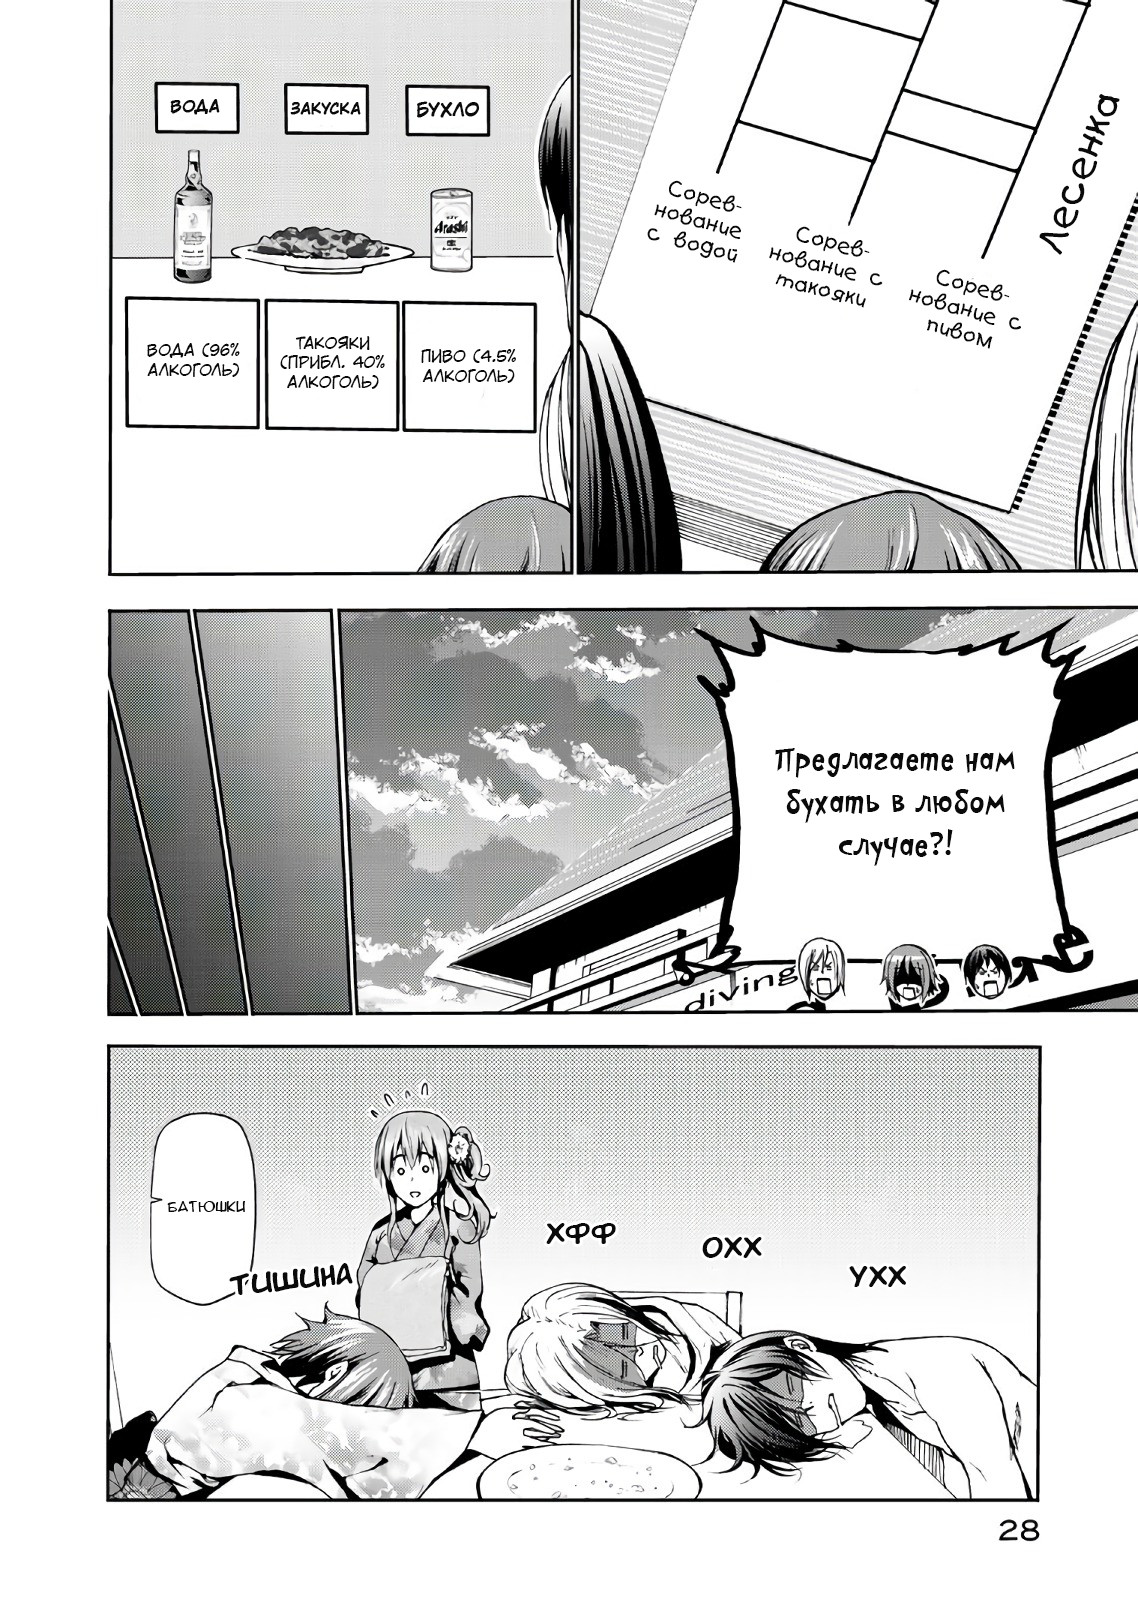 Лесенка
Сорев-
нование с
пивом
Сорев-
нование с
такояки
Сорев-
нование
с водой
ВОДА
ЗАКУСКА
БУХЛО
Arashi
ВОДА (96%
АЛКОГОЛЬ)
ТАКОЯКИ
(ПРИБЛ. 40%
АЛКОГОЛЬ)
ПИВО (4.5%
АЛКОГОЛЬ)
Предлагаете нам
бухать в любом
случае?!
diving
БАТЮШКИ
ТИШИНА
ХФФ
ОХХ
УХХ
28